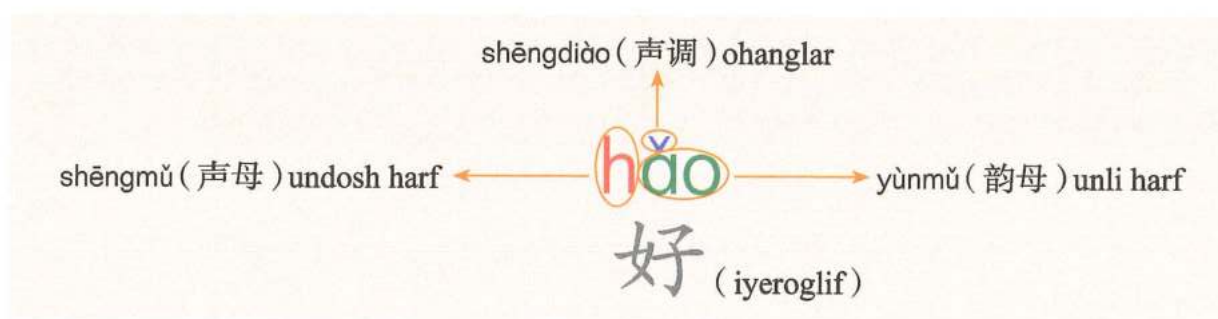 shēngdiào（声调）ohanglar
shēngmǔ（声母）undosh harf
hǎo
yùnmǔ（韵母）unli harf
好（iyeroglif）